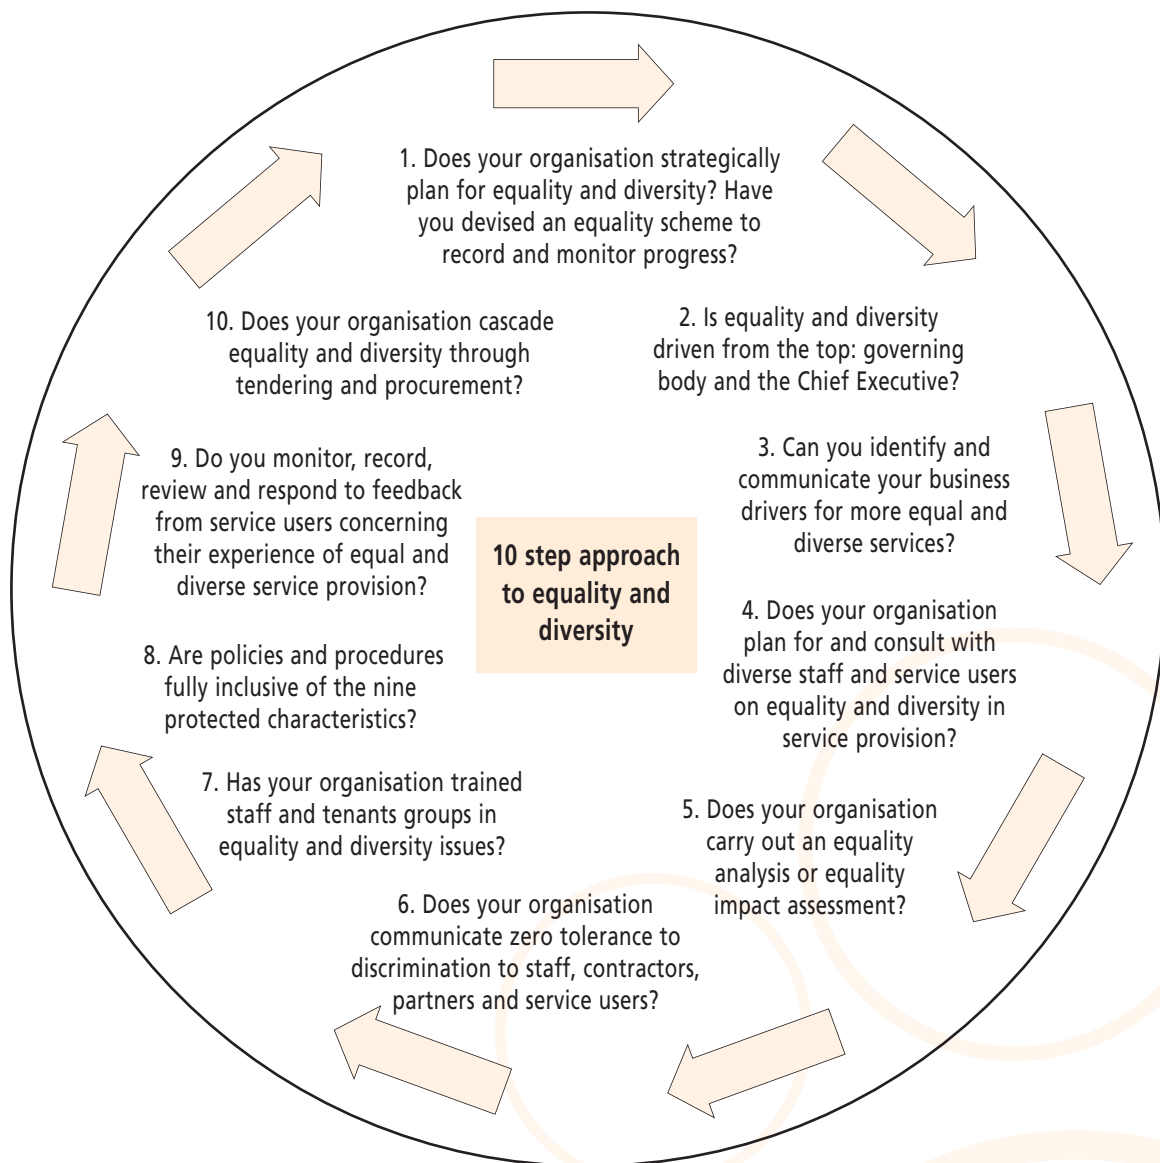 1. Does your organisation strategically
plan for equality and diversity? Have
you devised an equality scheme to
record and monitor progress?
2. Is equality and diversity
driven from the top: governing
body and the Chief Executive?
3. Can you identify and
communicate your business
drivers for more equal and
diverse services?
4. Does your organisation
plan for and consult with
diverse staff and service users
on equality and diversity in
service provision?
5. Does your organisation
carry out an equality
analysis or equality
impact assessment?
6. Does your organisation
communicate zero tolerance to
discrimination to staff, contractors,
partners and service users?
7. Has your organisation trained
staff and tenants groups in
equality and diversity issues?
8. Are policies and procedures
fully inclusive of the nine
protected characteristics?
9. Do you monitor, record,
review and respond to feedback
from service users concerning
their experience of equal and
diverse service provision?
10. Does your organisation cascade
equality and diversity through
tendering and procurement?
10 step approach
to equality and
diversity